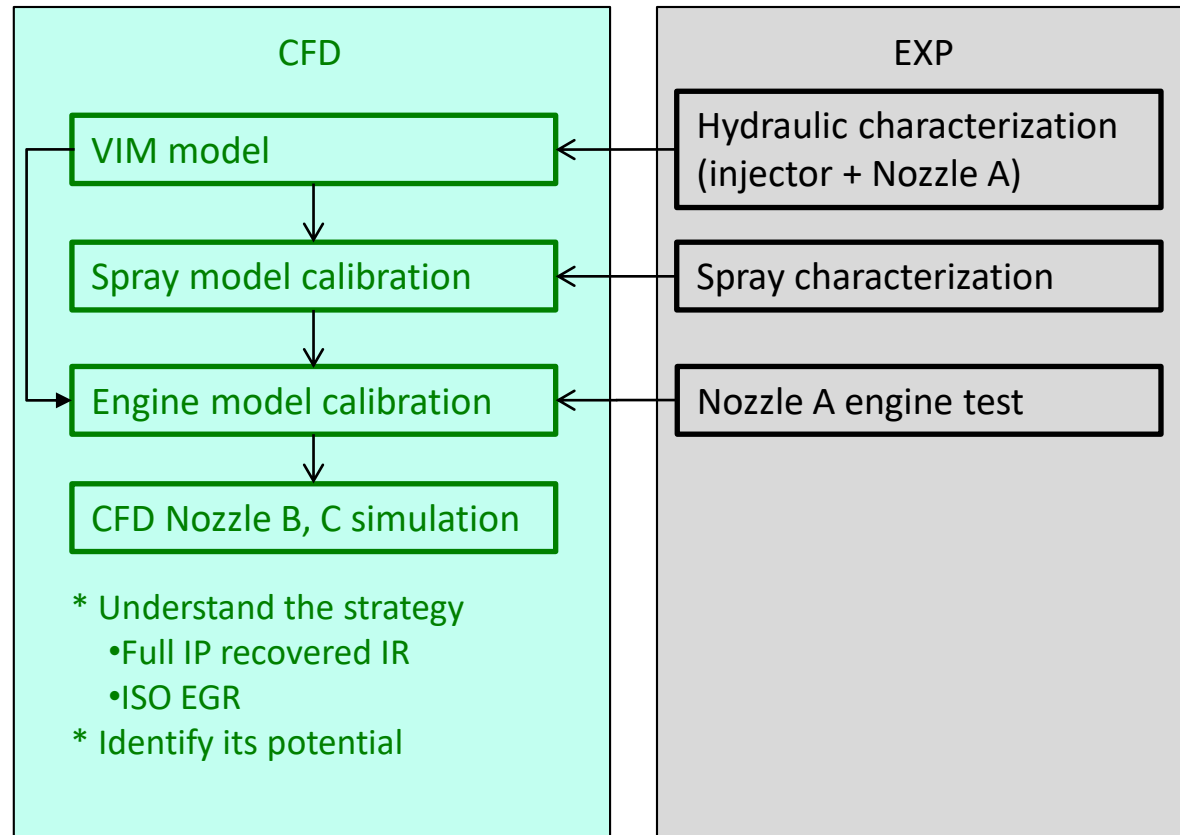 CFD
VIM model
Spray model calibration
Engine model calibration
CFD Nozzle B, C simulation
* Understand the strategy
•Full IP recovered IR
•ISO EGR
* Identify its potential
EXP
Hydraulic characterization
(injector + Nozzle A)
Spray characterization
Nozzle A engine test